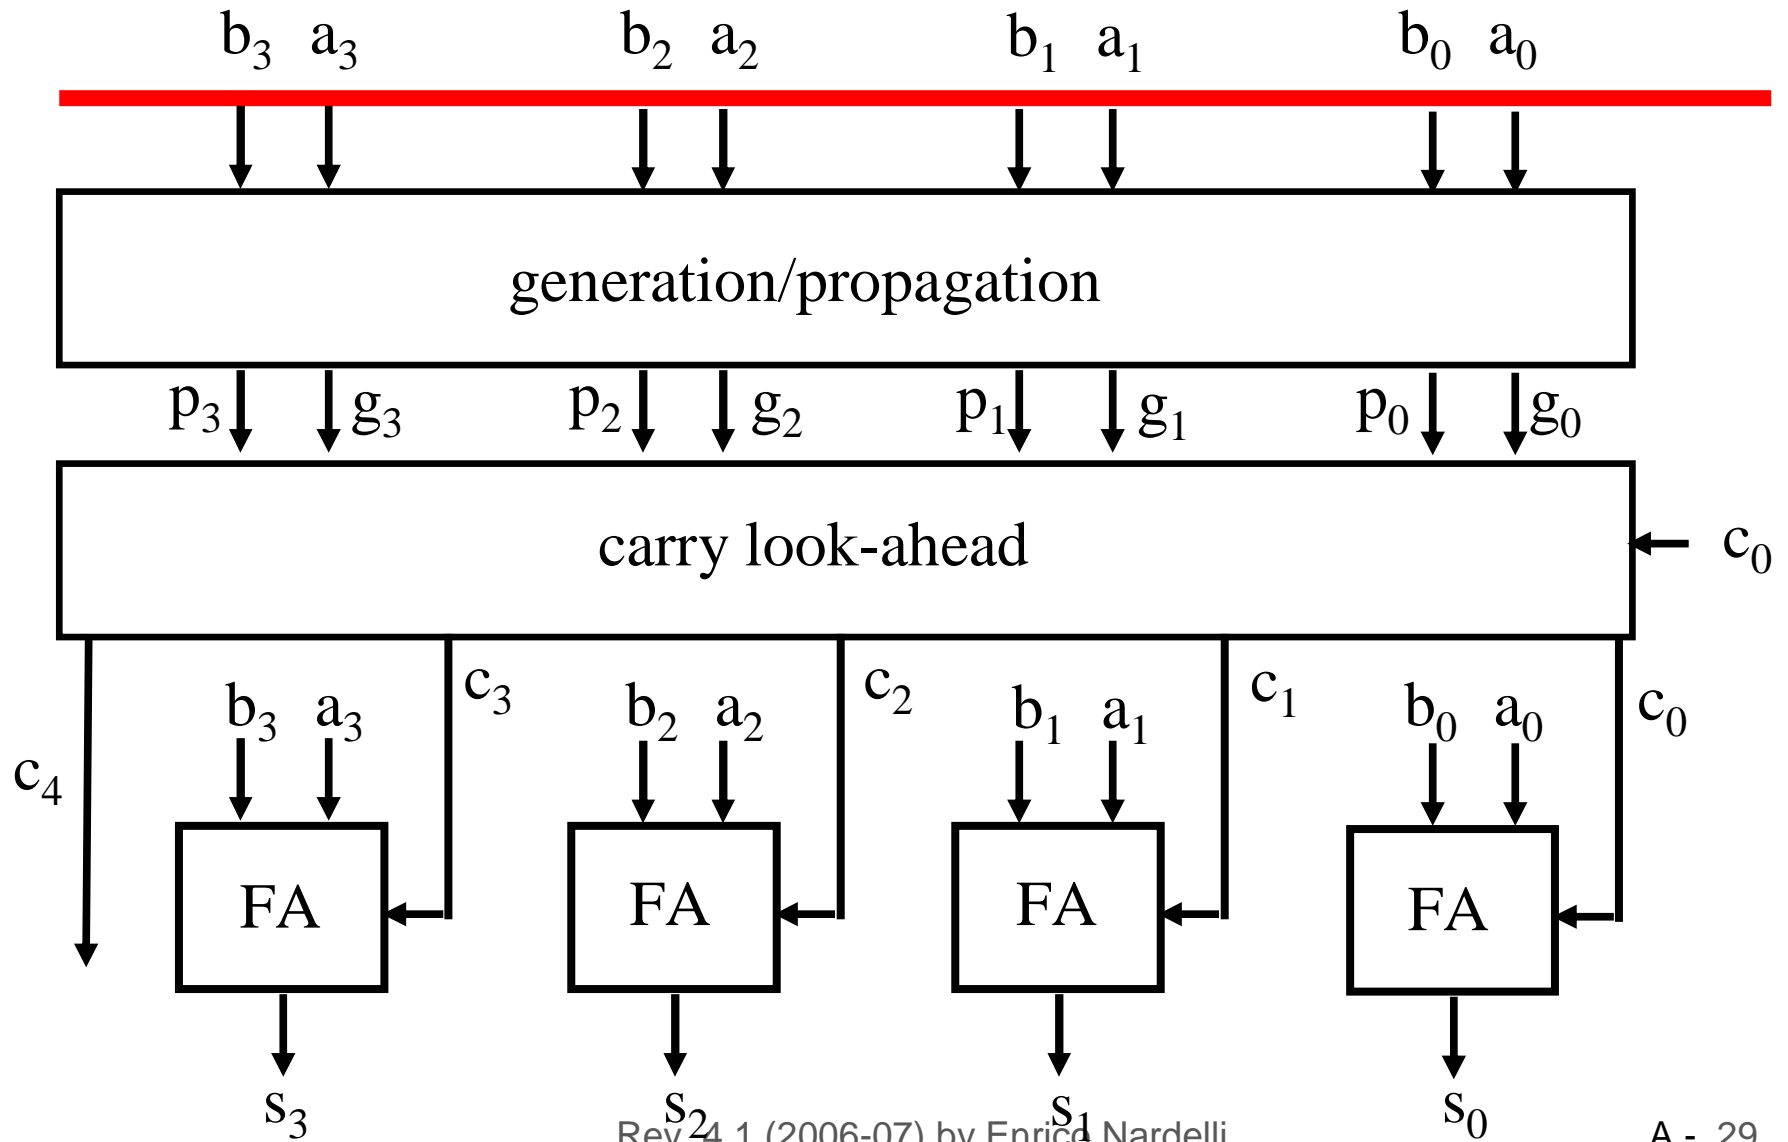 b₃ a₃ b₂ a₂ b₁ a₁ b₀ a₀
generation/propagation
p₃ g₃ p₂ g₂ p₁ g₁ p₀ g₀
carry look-ahead
c₀
c₃ c₂ c₁ c₀
b₃ a₃ b₂ a₂ b₁ a₁ b₀ a₀
c₄
FA FA FA FA
s₃ s₂ s₁ s₀
Rev. 4.1 (2006-07) by Enrico Nardelli
A - 29